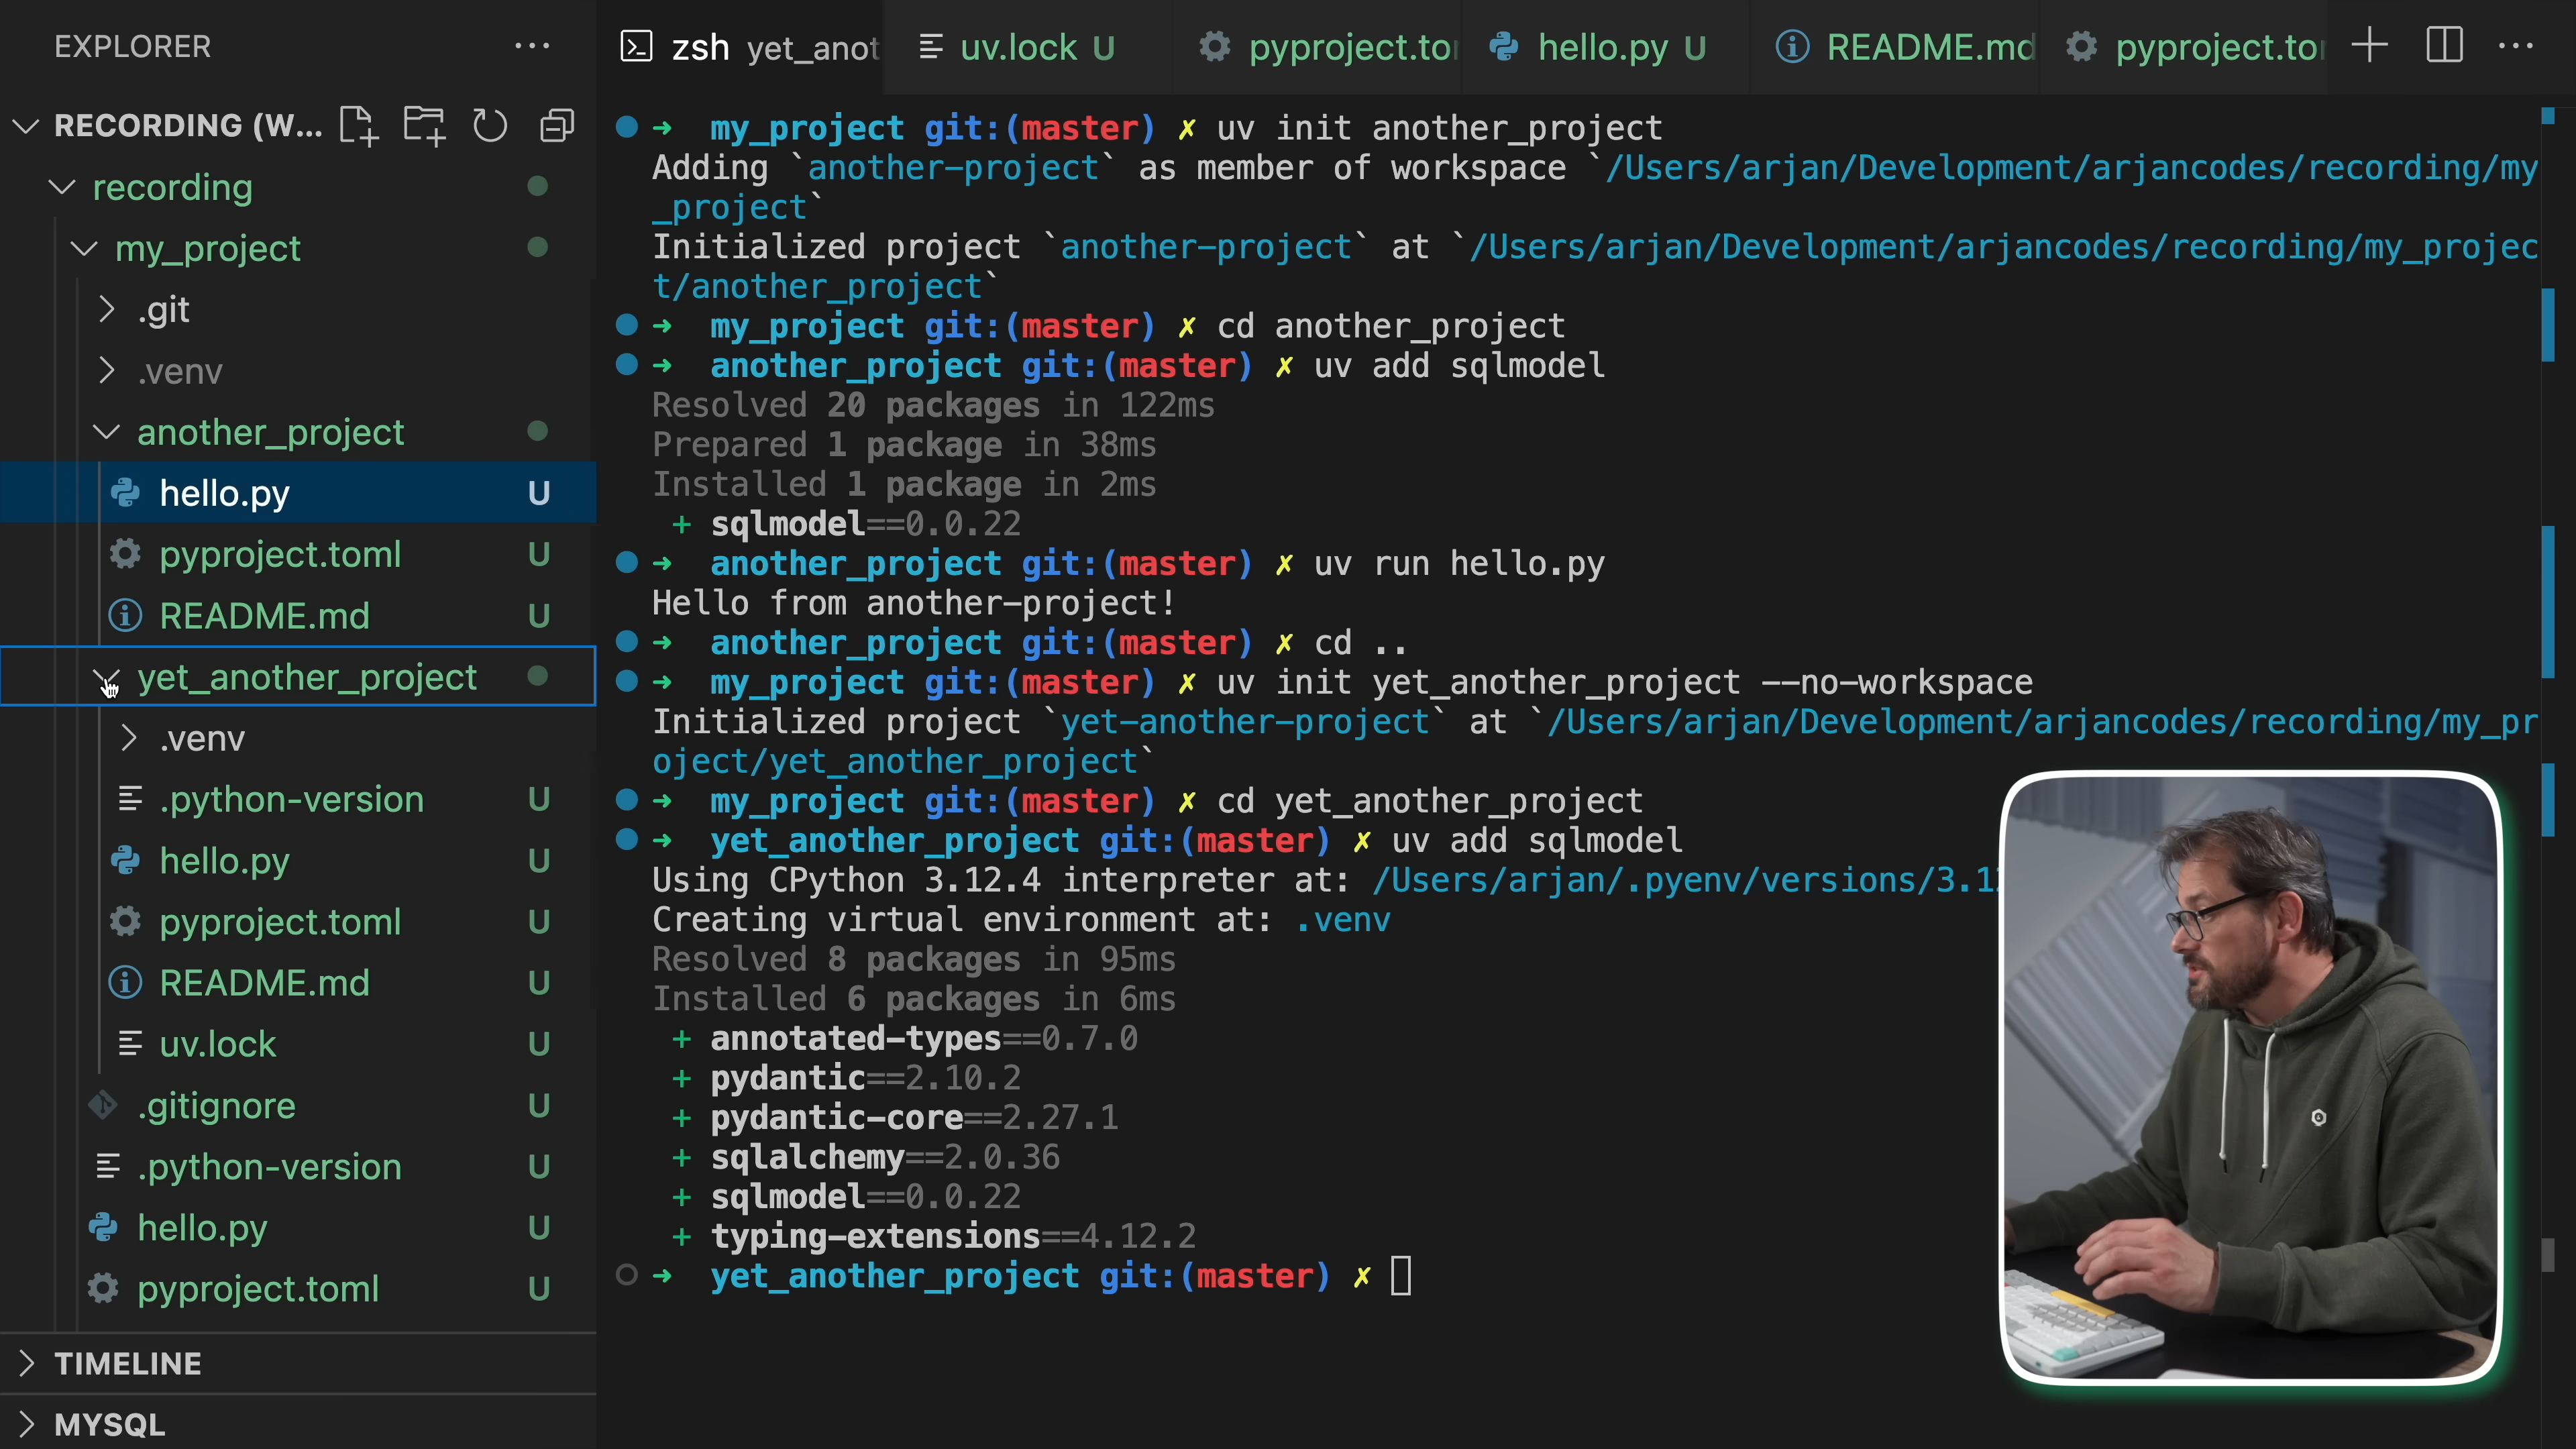 EXPLORER
RECORDING (W...
recording
my_project
.git
.venv
another_project
hello.py U
pyproject.toml U
README.md U
yet_another_project
.venv
.python-version U
hello.py U
pyproject.toml U
README.md U
uv.lock U
.gitignore U
.python-version U
hello.py U
pyproject.toml U
TIMELINE
MYSQL
zsh yet_anot
uv.lock U
pyproject.to
hello.py U
README.md
pyproject.to
➜ my_project git:(master) ✗ uv init another_project
Adding `another-project` as member of workspace `/Users/arjan/Development/arjancodes/recording/my
_project`
Initialized project `another-project` at `/Users/arjan/Development/arjancodes/recording/my_projec
t/another_project`
➜ my_project git:(master) ✗ cd another_project
➜ another_project git:(master) ✗ uv add sqlmodel
Resolved 20 packages in 122ms
Prepared 1 package in 38ms
Installed 1 package in 2ms
+ sqlmodel==0.0.22
➜ another_project git:(master) ✗ uv run hello.py
Hello from another-project!
➜ another_project git:(master) ✗ cd ..
➜ my_project git:(master) ✗ uv init yet_another_project --no-workspace
Initialized project `yet-another-project` at `/Users/arjan/Development/arjancodes/recording/my_pr
oject/yet_another_project`
➜ my_project git:(master) ✗ cd yet_another_project
➜ yet_another_project git:(master) ✗ uv add sqlmodel
Using CPython 3.12.4 interpreter at: /Users/arjan/.pyenv/versions/3.12
Creating virtual environment at: .venv
Resolved 8 packages in 95ms
Installed 6 packages in 6ms
+ annotated-types==0.7.0
+ pydantic==2.10.2
+ pydantic-core==2.27.1
+ sqlalchemy==2.0.36
+ sqlmodel==0.0.22
+ typing-extensions==4.12.2
➜ yet_another_project git:(master) ✗